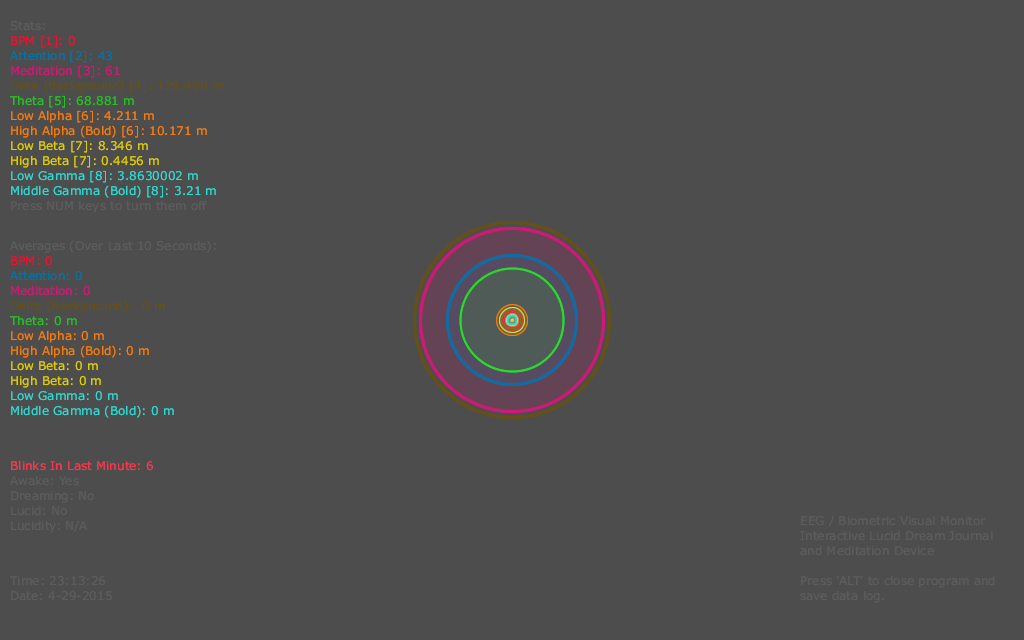 Stats:
BPM [1]: 0
Attention [2]: 43
Meditation [3]: 61
Theta [5]: 68.881 m
Low Alpha [6]: 4.211 m
High Alpha (Bold) [6]: 10.171 m
Low Beta [7]: 8.346 m
High Beta [7]: 0.4456 m
Low Gamma [8]: 3.8630002 m
Middle Gamma (Bold) [8]: 3.21 m
Press NUM keys to turn them off
Averages (Over Last 10 Seconds):
BPM: 0
Attention: 0
Meditation: 0
Theta: 0 m
Low Alpha: 0 m
High Alpha (Bold): 0 m
Low Beta: 0 m
High Beta: 0 m
Low Gamma: 0 m
Middle Gamma (Bold): 0 m
Blinks In Last Minute: 6
Awake: Yes
Dreaming: No
Lucid: No
Lucidity: N/A
Time: 23:13:26
Date: 4-29-2015
EEG / Biometric Visual Monitor
Interactive Lucid Dream Journal
and Meditation Device
Press 'ALT' to close program and
save data log.